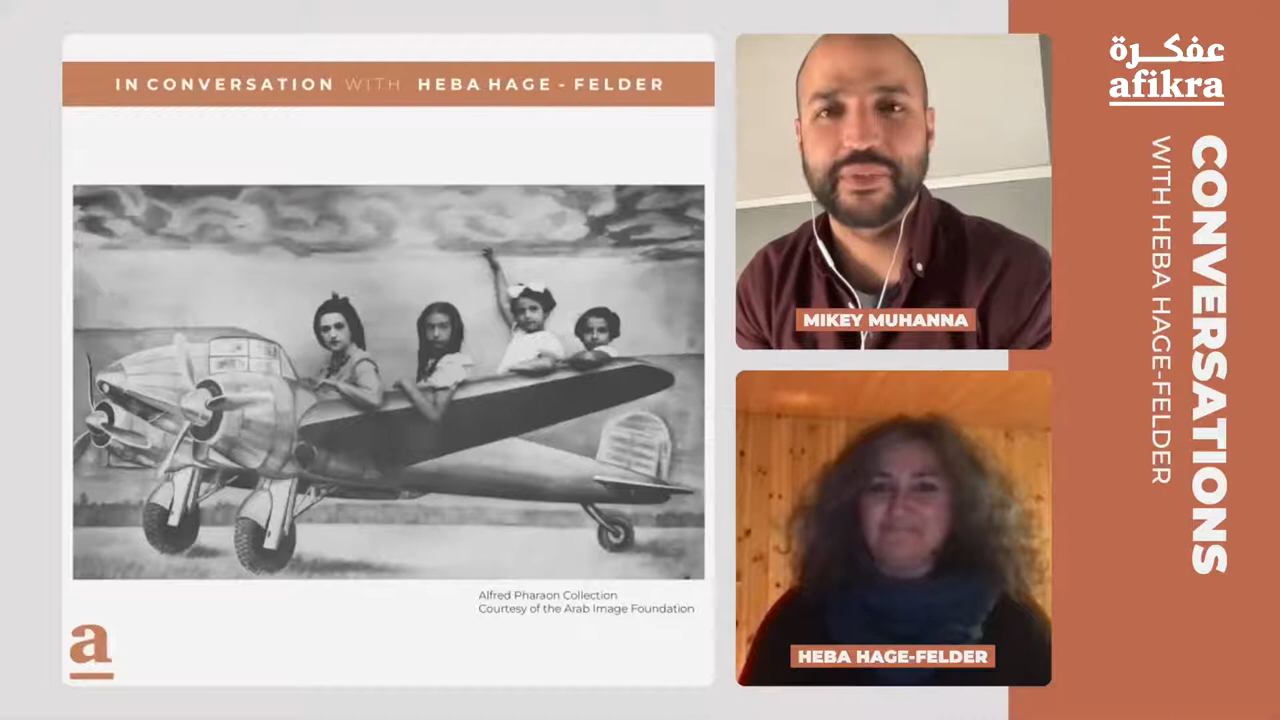 IN CONVERSATION WITH HEBA HAGE - FELDER
Alfred Pharaon Collection
Courtesy of the Arab Image Foundation
a
MIKEY MUHANNA
HEBA HAGE-FELDER
عفكرة
afikra
CONVERSATIONS
WITH HEBA HAGE-FELDER